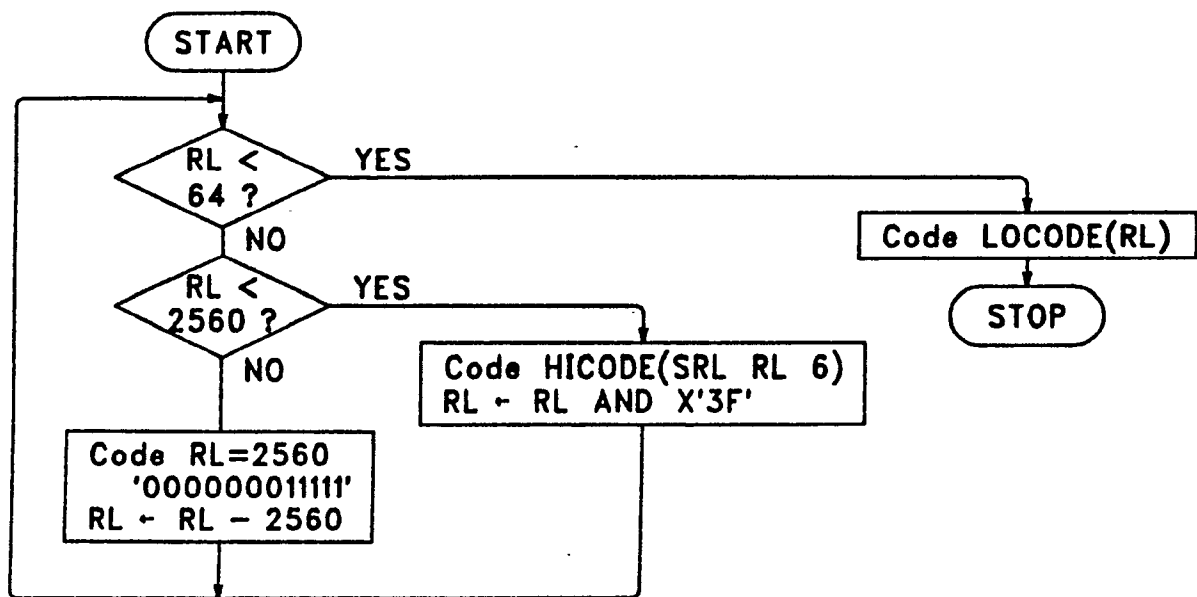 START
RL <
64 ?
YES
NO
Code LOCODE(RL)
STOP
RL <
2560 ?
YES
NO
Code HICODE(SRL RL 6)
RL ← RL AND X'3F'
Code RL=2560
'000000011111'
RL ← RL - 2560